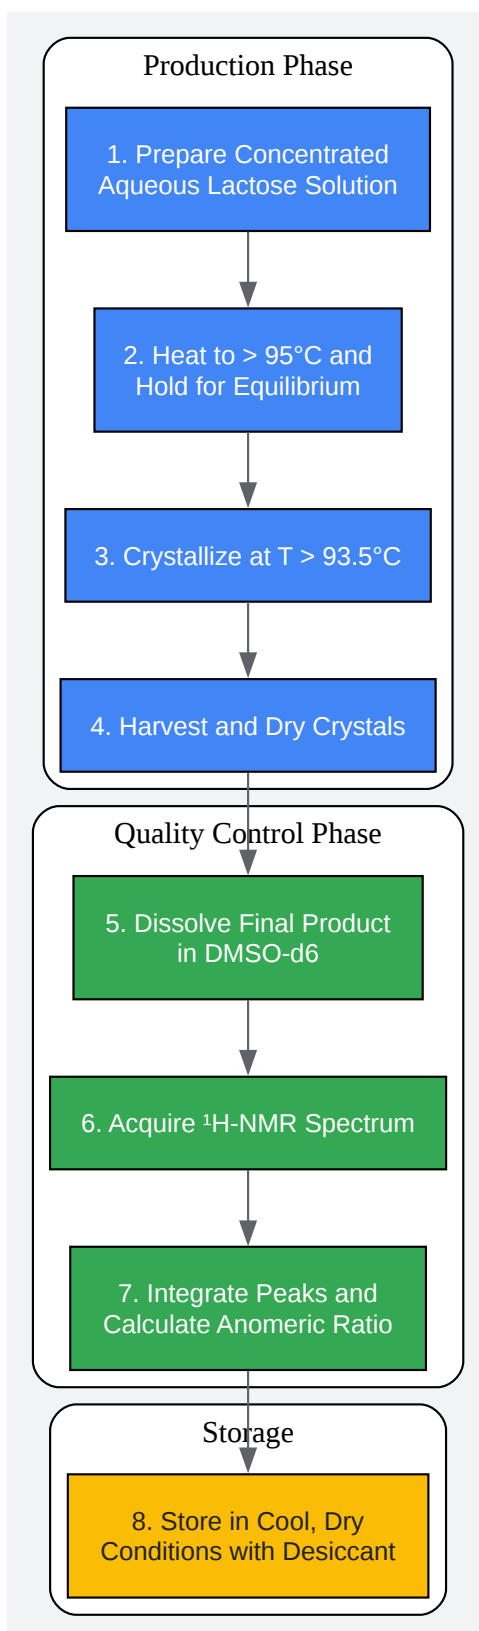 Production Phase
1. Prepare Concentrated
Aqueous Lactose Solution
2. Heat to > 95°C and
Hold for Equilibrium
3. Crystallize at T > 93.5°C
4. Harvest and Dry Crystals
Quality Control Phase
5. Dissolve Final Product
in DMSO-d6
6. Acquire ¹H-NMR Spectrum
7. Integrate Peaks and
Calculate Anomeric Ratio
Storage
8. Store in Cool, Dry
Conditions with Desiccant